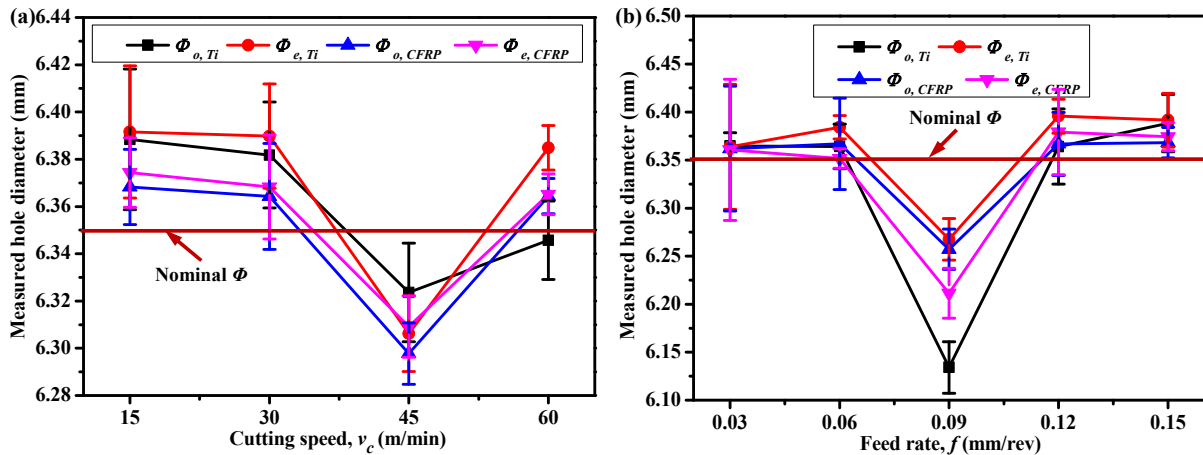 (a)
6.44
6.42
6.40
6.38
6.36
6.34
6.32
6.30
6.28
Measured hole diameter (mm)
Φo, Ti Φe, Ti Φo, CFRP Φe, CFRP
Nominal Φ
15 30 45 60
Cutting speed, vc (m/min)
(b)
6.50
6.45
6.40
6.35
6.30
6.25
6.20
6.15
6.10
Measured hole diameter (mm)
Φo, Ti Φe, Ti
Φo, CFRP Φe, CFRP
Nominal Φ
0.03 0.06 0.09 0.12 0.15
Feed rate, f (mm/rev)